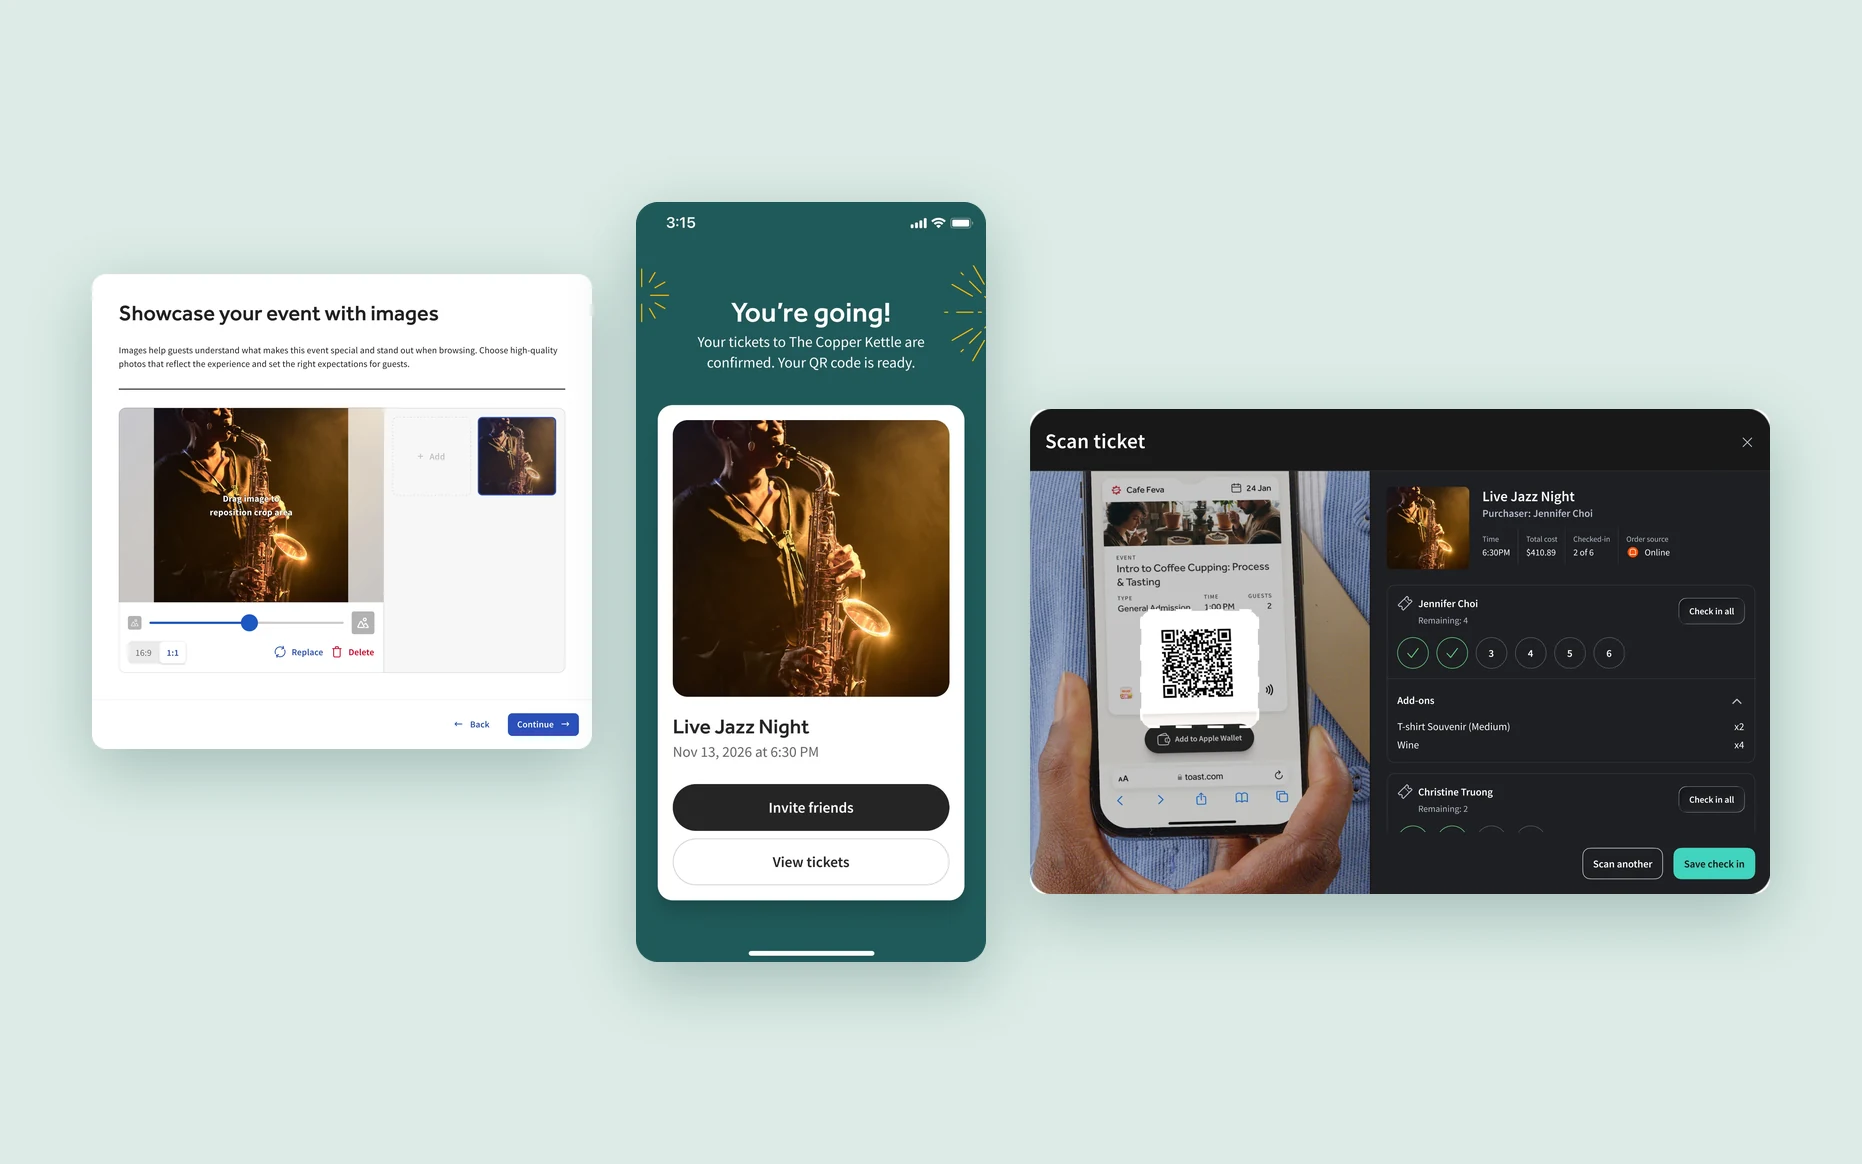 Showcase your event with images
Images help guests understand what makes this event special and stand out when browsing. Choose high-quality
photos that reflect the experience and set the right expectations for guests.
Drag image to
reposition crop area
+ Add
16:9 1:1
Replace Delete
← Back Continue →
3:15
You're going!
Your tickets to The Copper Kettle are
confirmed. Your QR code is ready.
Live Jazz Night
Nov 13, 2026 at 6:30 PM
Invite friends
View tickets
Scan ticket
Cafe Feva 24 Jan
EVENT
Intro to Coffee Cupping: Process
& Tasting
TYPE TIME GUESTS
General Admission 1:00 PM 2
Add to Apple Wallet
AA toast.com
Live Jazz Night
Purchaser: Jennifer Choi
Time Total cost Checked-in Order source
6:30PM $410.89 2 of 6 Online
Jennifer Choi
Remaining: 4
Check in all
3 4 5 6
Add-ons
T-shirt Souvenir (Medium) x2
Wine x4
Christine Truong
Remaining: 2
Check in all
Scan another Save check in